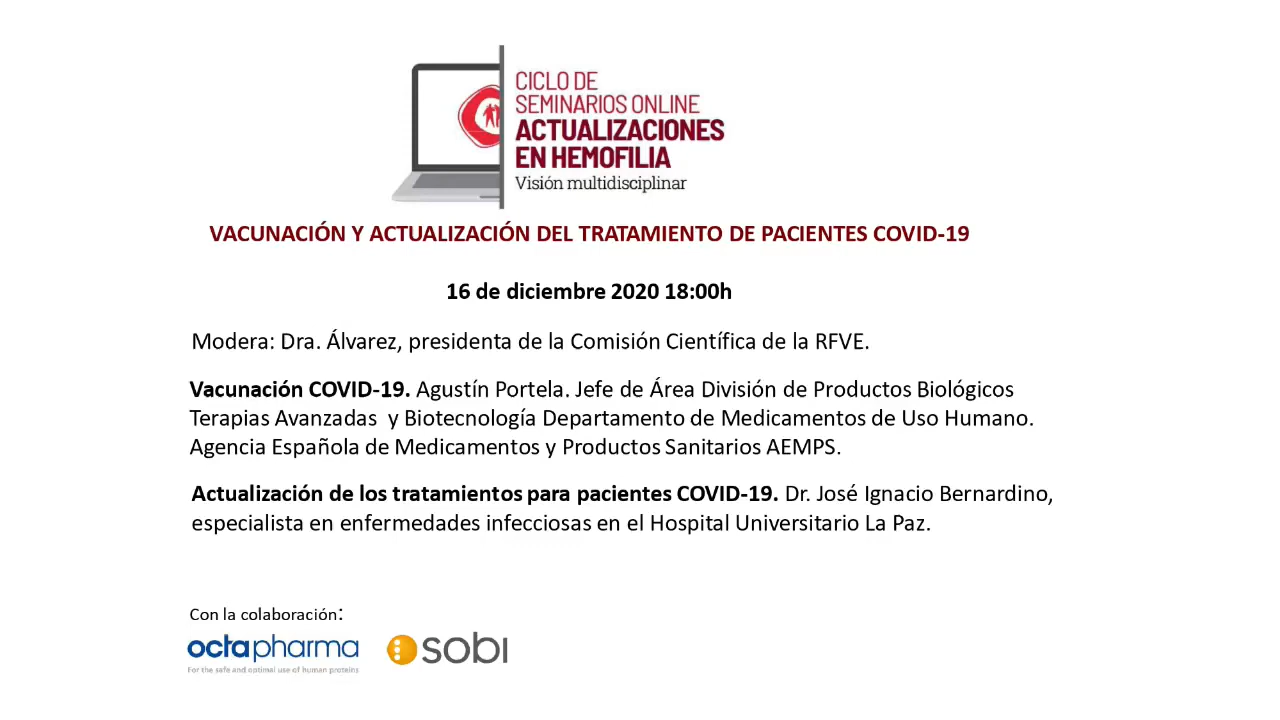 CICLO DE
SEMINARIOS ONLINE
ACTUALIZACIONES
EN HEMOFILIA
Visión multidisciplinar
VACUNACIÓN Y ACTUALIZACIÓN DEL TRATAMIENTO DE PACIENTES COVID-19
16 de diciembre 2020 18:00h
Modera: Dra. Álvarez, presidenta de la Comisión Científica de la RFVE.
Vacunación COVID-19. Agustín Portela. Jefe de Área División de Productos Biológicos
Terapias Avanzadas y Biotecnología Departamento de Medicamentos de Uso Humano.
Agencia Española de Medicamentos y Productos Sanitarios AEMPS.
Actualización de los tratamientos para pacientes COVID-19. Dr. José Ignacio Bernardino,
especialista en enfermedades infecciosas en el Hospital Universitario La Paz.
Con la colaboración:
octapharma
For the safe and optimal use of human proteins
sobi